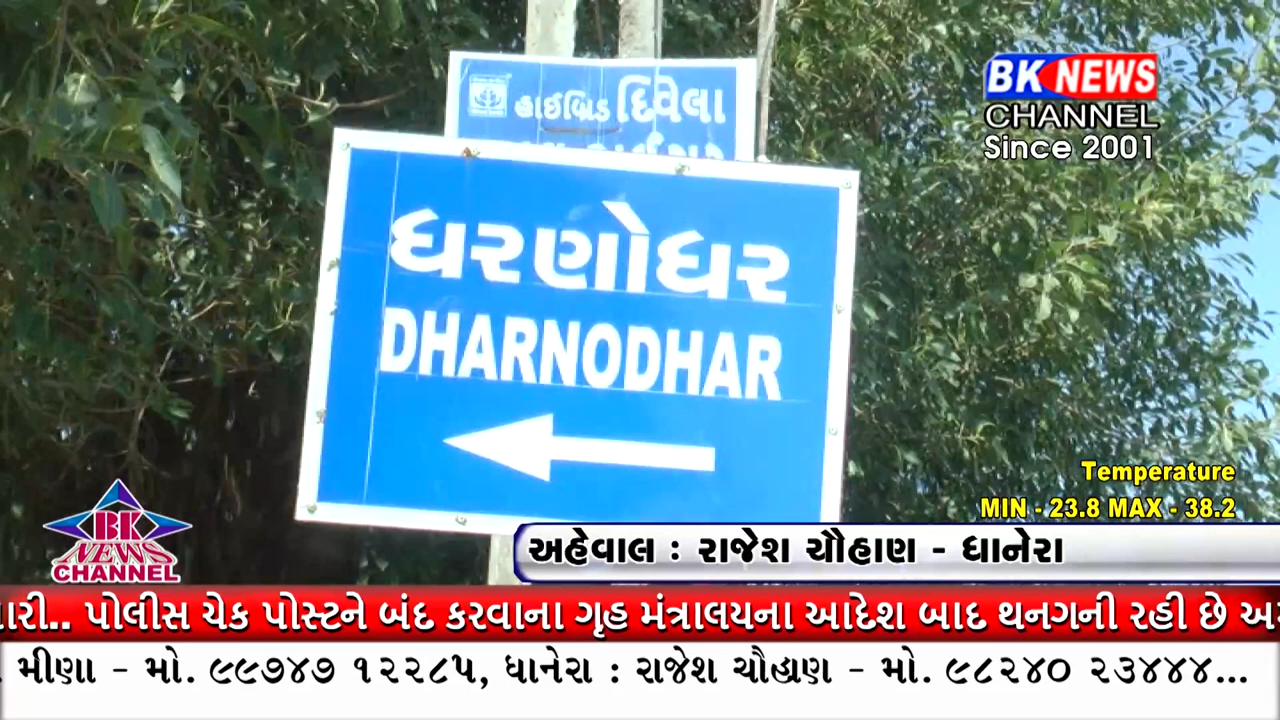 હાઈબ્રિડ દિવેલા
ધરણોધર
DHARNODHAR
BK NEWS
CHANNEL
Since 2001
Temperature
MIN - 23.8 MAX - 38.2
BK
NEWS
CHANNEL
અહેવાલ : રાજેશ ચૌહાણ - ધાનેરા
પોલીસ ચેક પોસ્ટને બંદ કરવાના ગૃહ મંત્રાલયના આદેશ બાદ થનગની રહી છે
મીણા - મો. ૯૯૭૪૭ ૧૨૨૮૫, ધાનેરા : રાજેશ ચૌહાણ - મો. ૯૮૨૪૦ ૨૩૪૪૪...